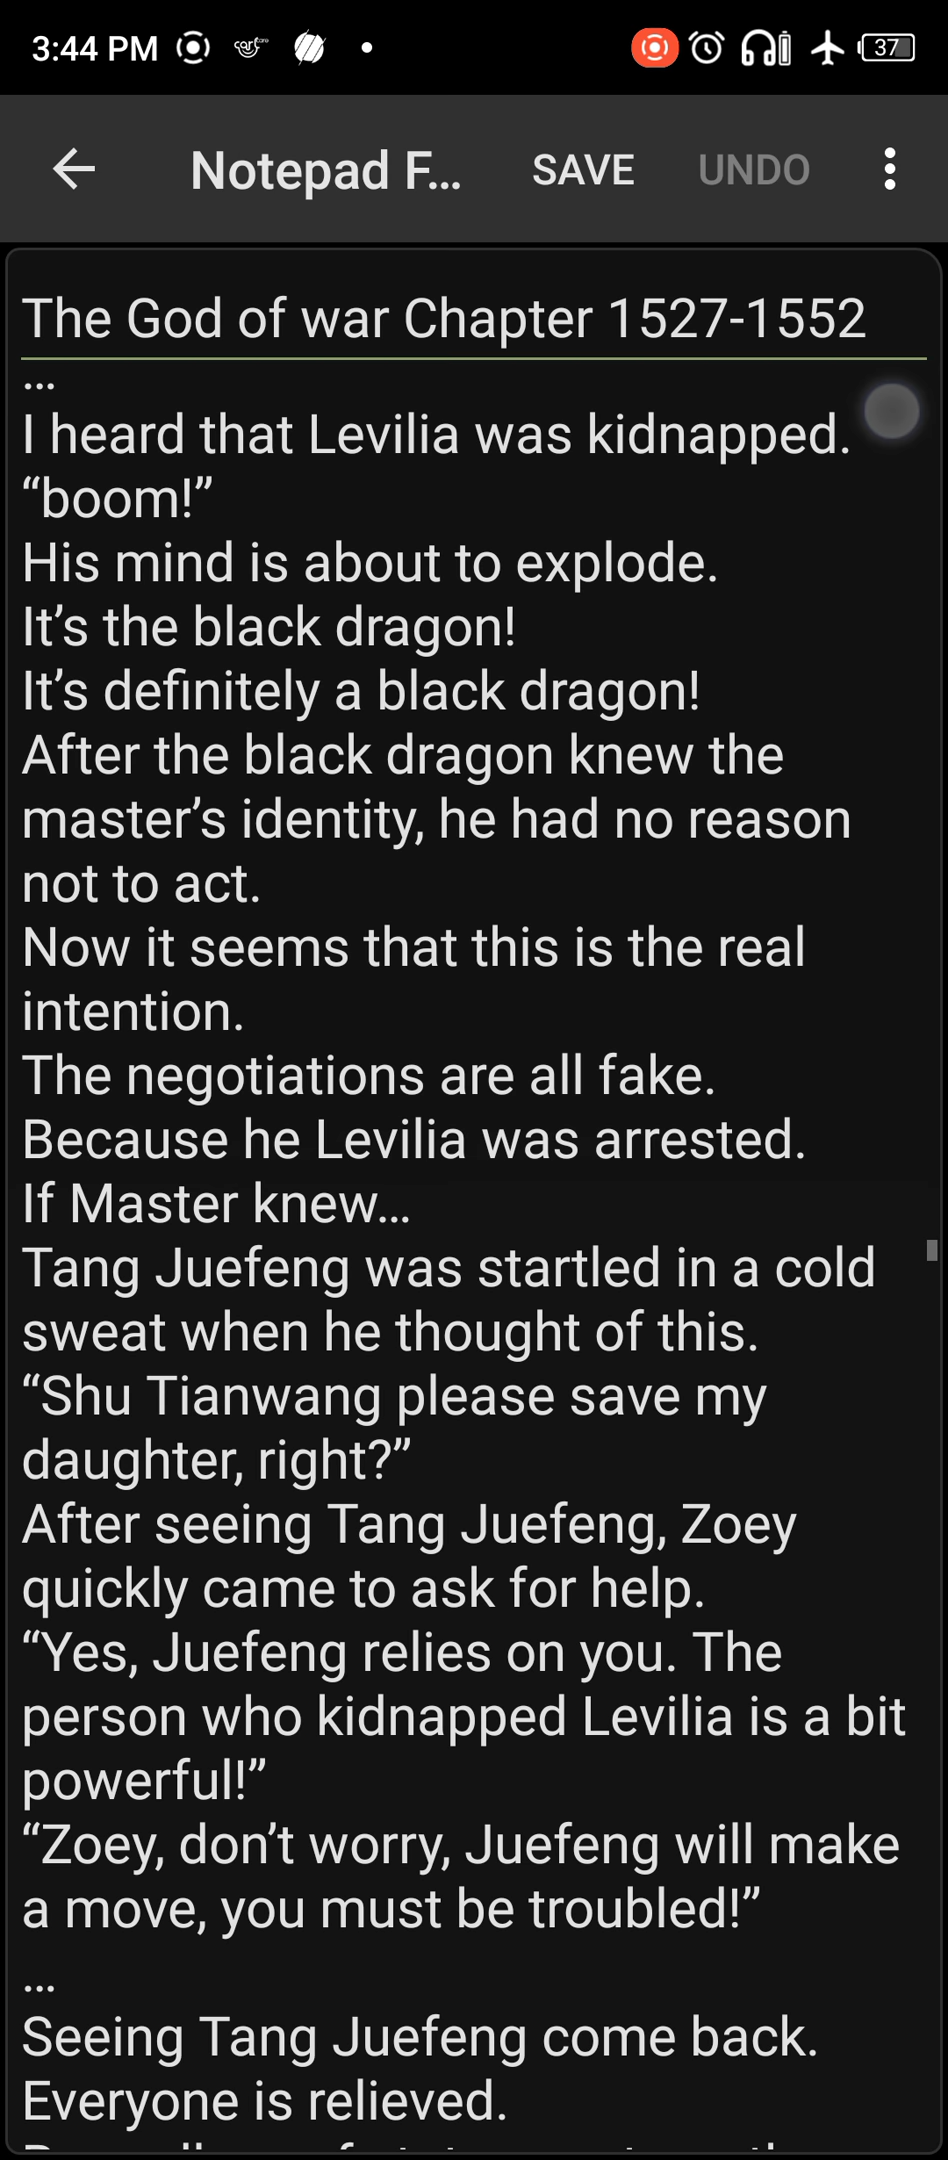 3:44 PM
37
Notepad F... SAVE UNDO
The God of war Chapter 1527-1552
...
I heard that Levilia was kidnapped.
“boom!”
His mind is about to explode.
It’s the black dragon!
It’s definitely a black dragon!
After the black dragon knew the
master’s identity, he had no reason
not to act.
Now it seems that this is the real
intention.
The negotiations are all fake.
Because he Levilia was arrested.
If Master knew...
Tang Juefeng was startled in a cold
sweat when he thought of this.
“Shu Tianwang please save my
daughter, right?”
After seeing Tang Juefeng, Zoey
quickly came to ask for help.
“Yes, Juefeng relies on you. The
person who kidnapped Levilia is a bit
powerful!”
“Zoey, don’t worry, Juefeng will make
a move, you must be troubled!”
...
Seeing Tang Juefeng come back.
Everyone is relieved.